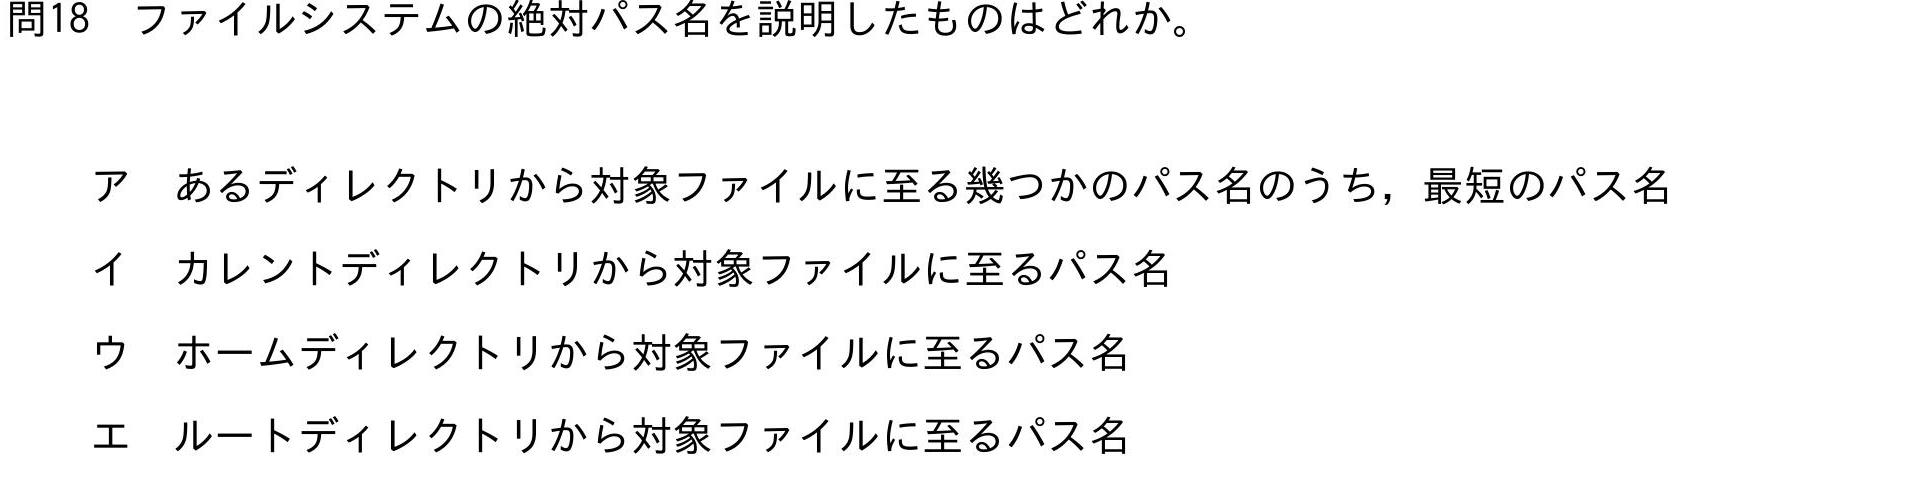 問18　ファイルシステムの絶対パス名を説明したものはどれか。
ア　あるディレクトリから対象ファイルに至る幾つかのパス名のうち，最短のパス名
イ　カレントディレクトリから対象ファイルに至るパス名
ウ　ホームディレクトリから対象ファイルに至るパス名
エ　ルートディレクトリから対象ファイルに至るパス名